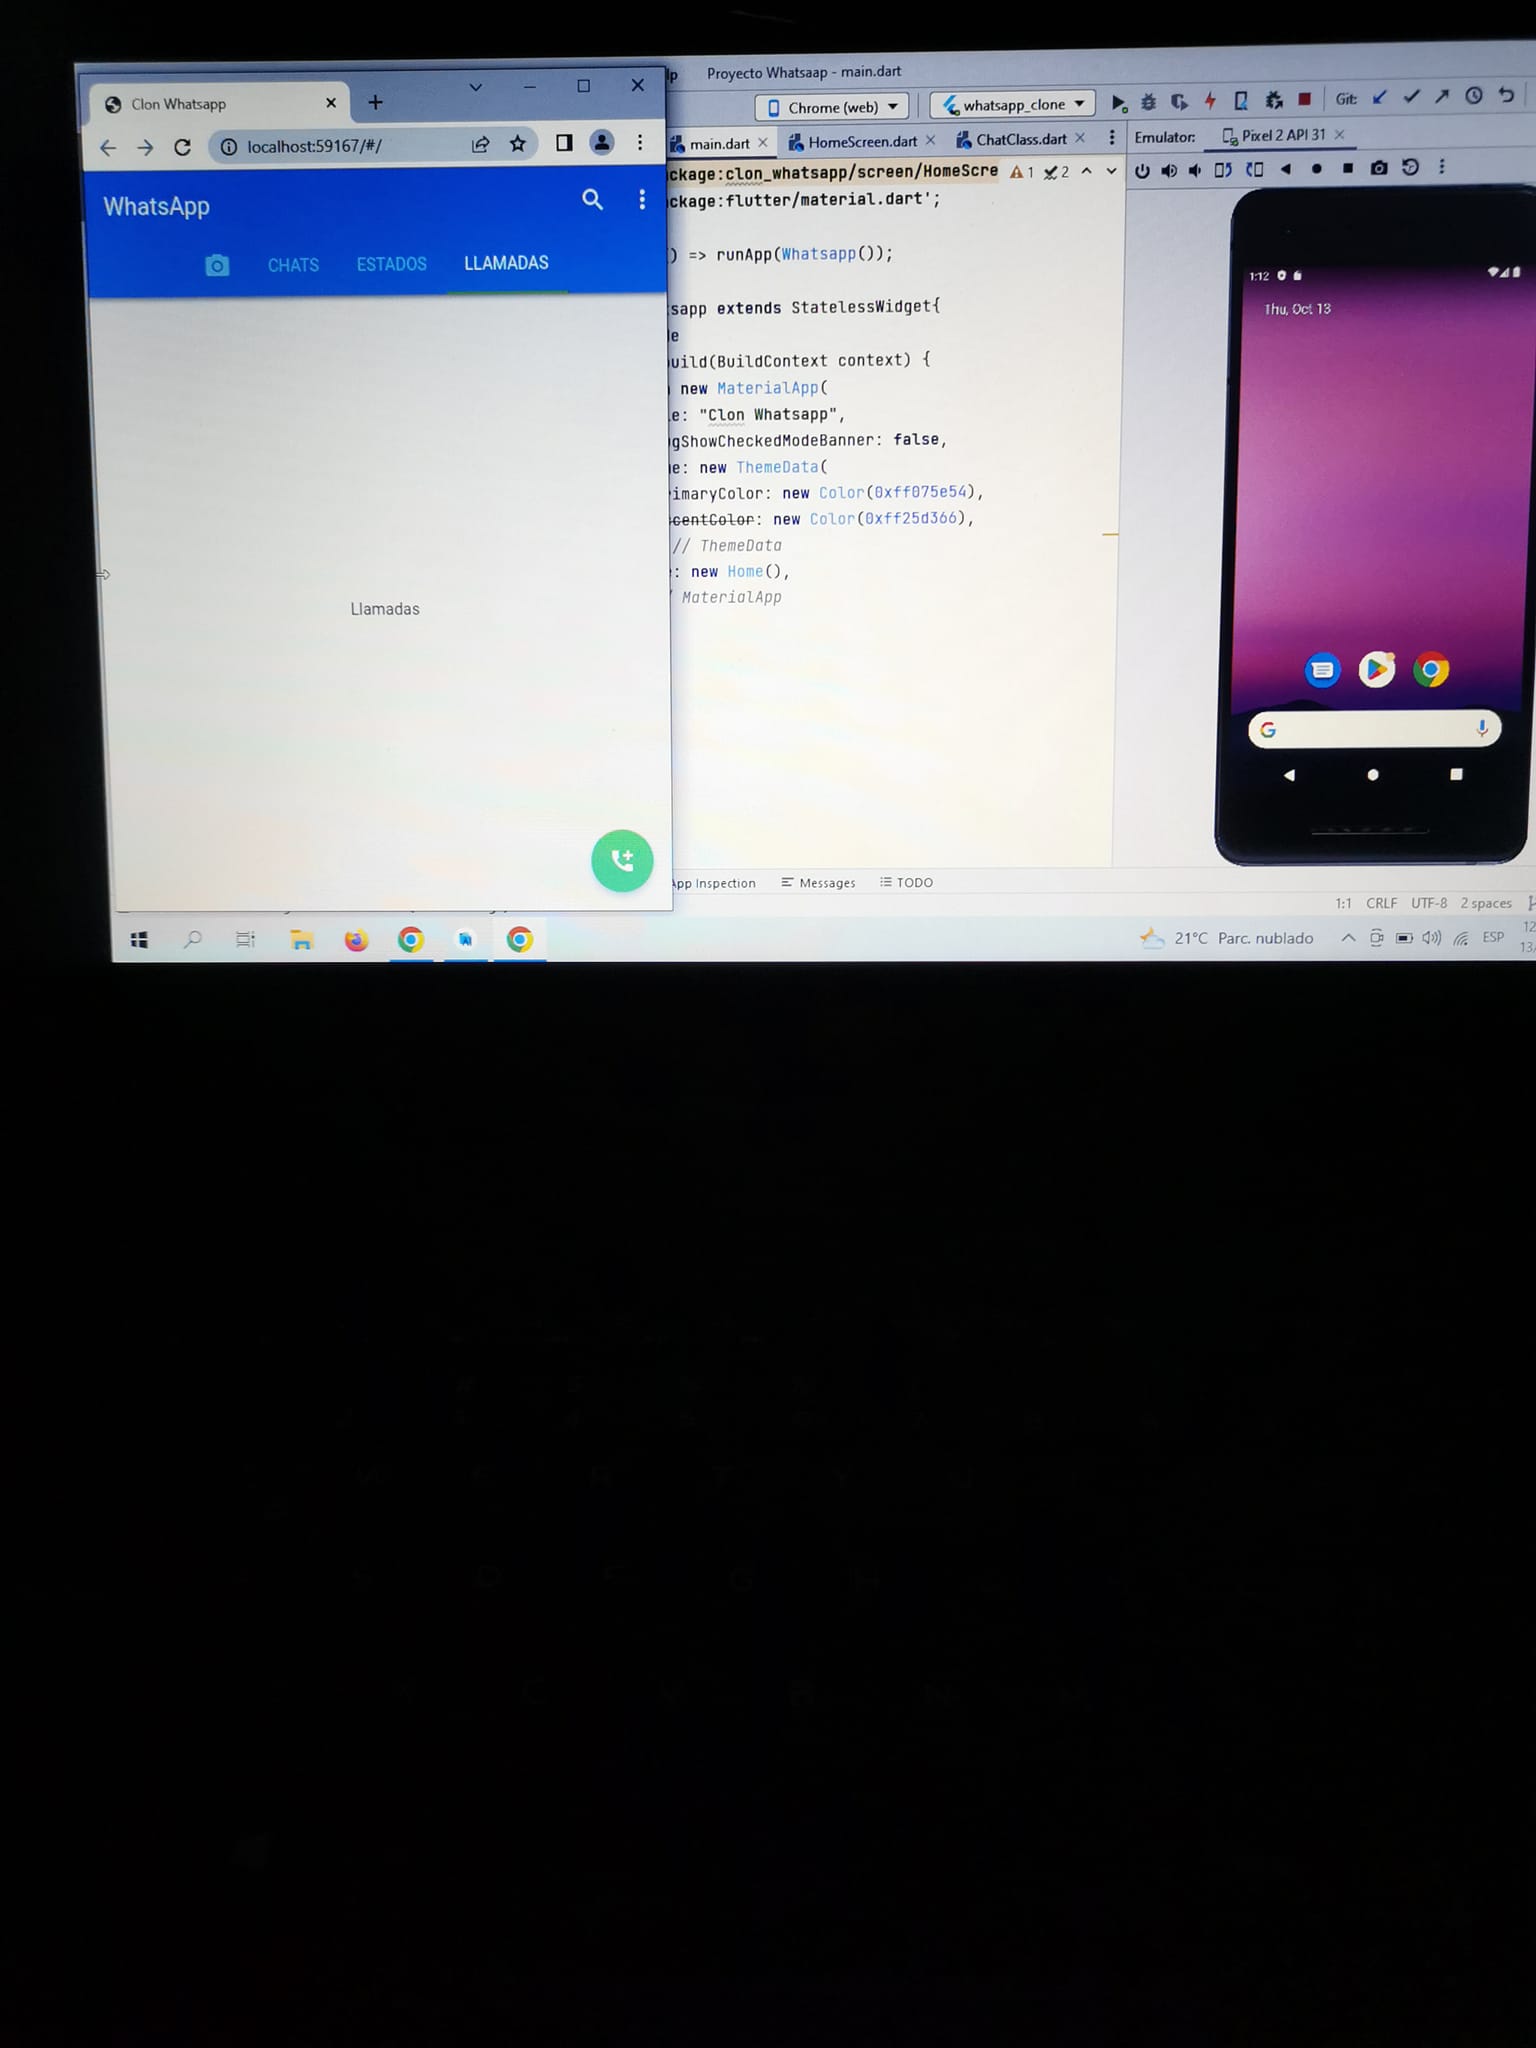 Clon Whatsapp
localhost:59167/#/
WhatsApp
CHATS
ESTADOS
LLAMADAS
Llamadas
Proyecto Whatsaap - main.dart
Chrome (web)
whatsapp_clone
Git:
main.dart
HomeScreen.dart
ChatClass.dart
Emulator:
Pixel 2 API 31
ckage:clon_whatsapp/screen/HomeScre
1
2
ckage:flutter/material.dart';
) => runApp(Whatsapp());
sapp extends StatelessWidget{
uild(BuildContext context) {
new MaterialApp(
e: "Clon Whatsapp",
gShowCheckedModeBanner: false,
e: new ThemeData(
imaryColor: new Color(0xff075e54),
centColor: new Color(0xff25d366),
// ThemeData
: new Home(),
MaterialApp
1:12
Thu, Oct 13
App Inspection
Messages
TODO
1:1
CRLF
UTF-8
2 spaces
21°C Parc. nublado
ESP